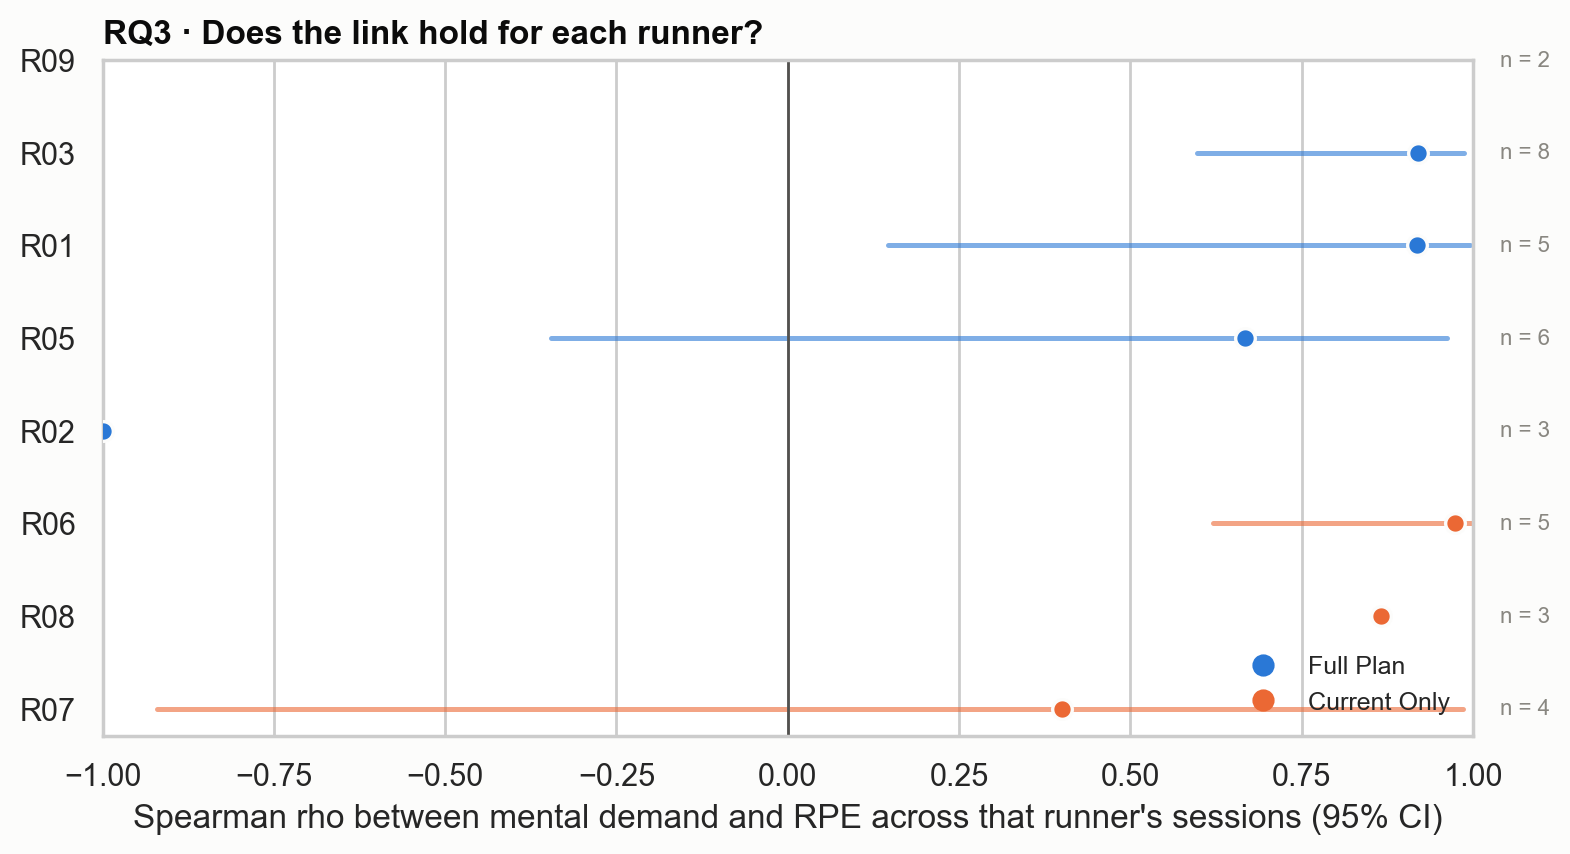 RQ3 · Does the link hold for each runner?
R09 n = 2
R03 n = 8
R01 n = 5
R05 n = 6
R02 n = 3
R06 n = 5
R08 n = 3
Full Plan
Current Only
R07 n = 4
−1.00 −0.75 −0.50 −0.25 0.00 0.25 0.50 0.75 1.00
Spearman rho between mental demand and RPE across that runner's sessions (95% CI)